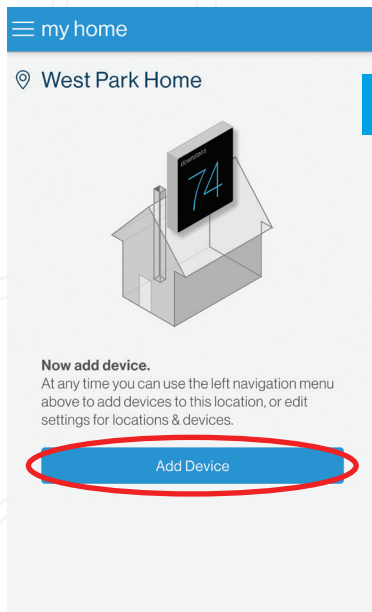 my home
West Park Home
downstairs
74
Now add device.
At any time you can use the left navigation menu
above to add devices to this location, or edit
settings for locations & devices.
Add Device